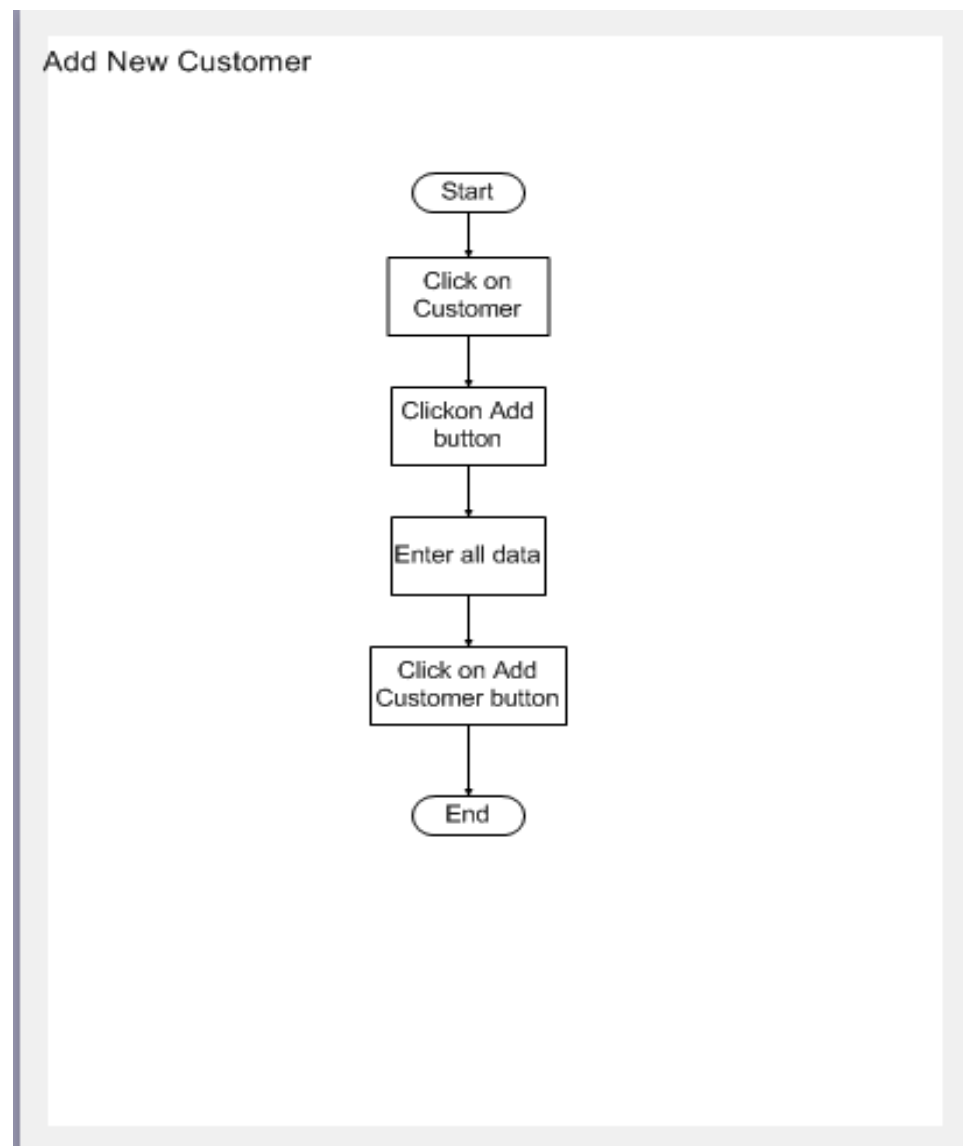 Add New Customer
Start
Click on
Customer
Clickon Add
button
Enter all data
Click on Add
Customer button
End